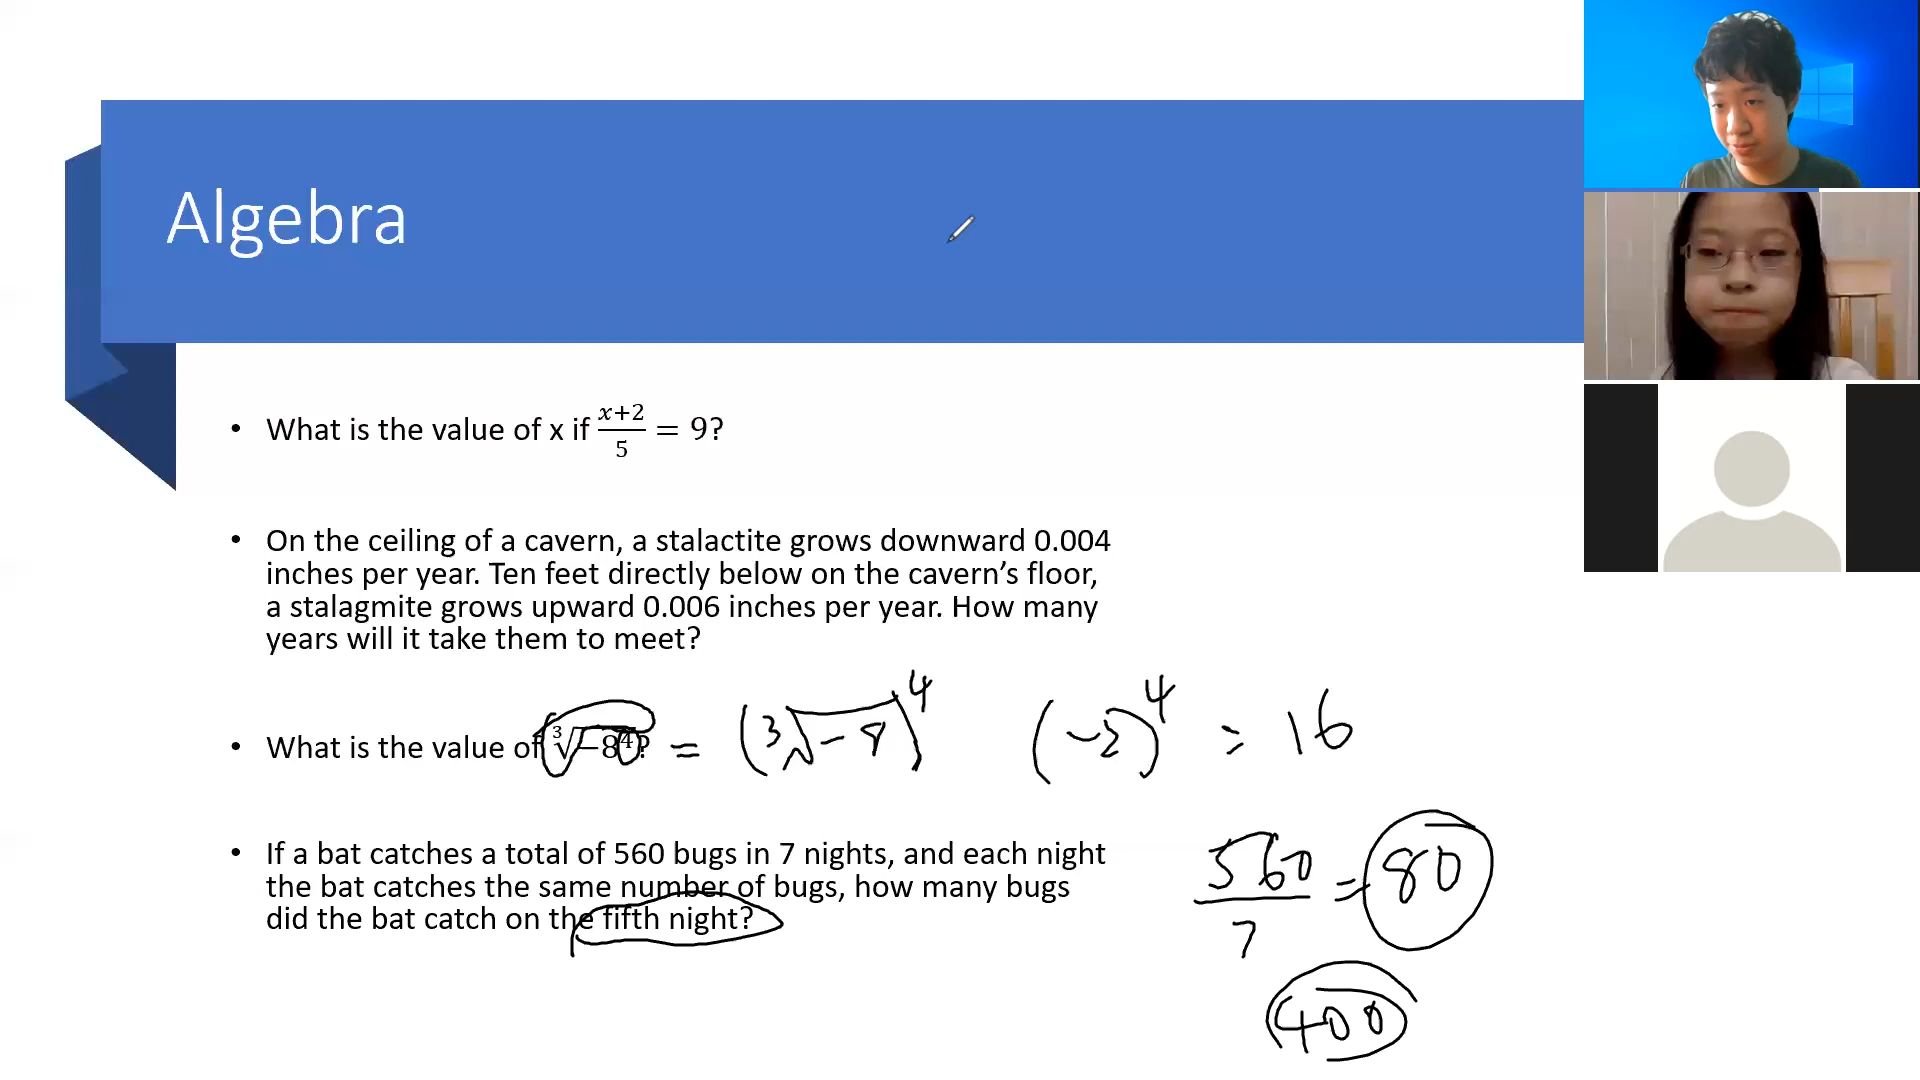 Algebra
• What is the value of x if (x+2)/5 = 9?
• On the ceiling of a cavern, a stalactite grows downward 0.004
inches per year. Ten feet directly below on the cavern’s floor,
a stalagmite grows upward 0.006 inches per year. How many
years will it take them to meet?
• What is the value of ∛−8⁴? = (∛−8)⁴ (−2)⁴ = 16
• If a bat catches a total of 560 bugs in 7 nights, and each night
the bat catches the same number of bugs, how many bugs
did the bat catch on the fifth night?
560/7 = 80
400